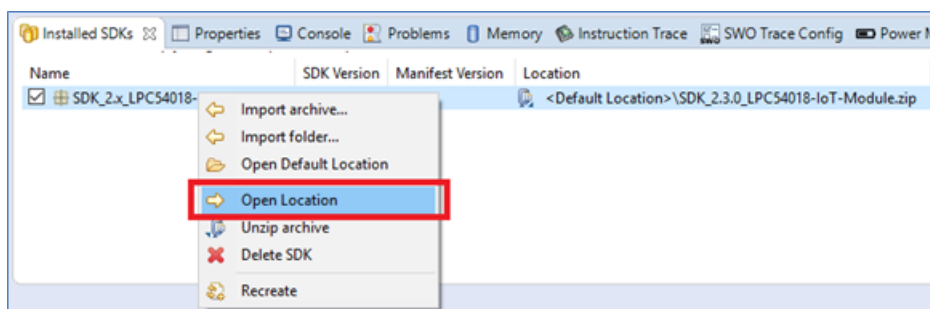 Installed SDKs Properties Console Problems Memory Instruction Trace SWO Trace Config Power
Name SDK Version Manifest Version Location
SDK_2.x_LPC54018- <Default Location>\SDK_2.3.0_LPC54018-IoT-Module.zip
Import archive...
Import folder...
Open Default Location
Open Location
Unzip archive
Delete SDK
Recreate